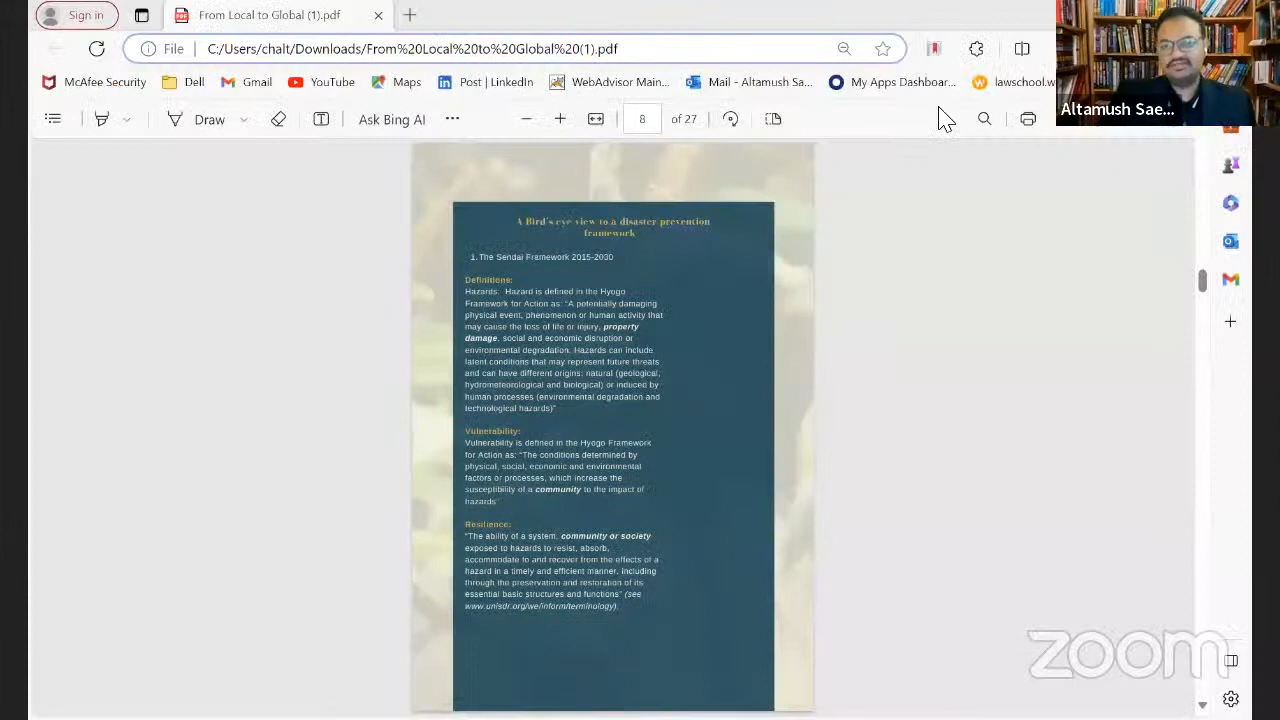 Sign in
From Local to Global (1).pdf
File
C:/Users/chalt/Downloads/From%20Local%20to%20Global%20(1).pdf
McAfee Security
Dell
Gmail
YouTube
Maps
Post | LinkedIn
WebAdvisor Main...
Mail - Altamush Sa...
My Apps Dashboar...
lawschool.w
Altamush Sae...
Draw
Ask Bing
8
of 27
A Bird's eye view to a disaster prevention
framework
1. The Sendai Framework 2015-2030
Definitions:
Hazards: Hazard is defined in the Hyogo
Framework for Action as: "A potentially damaging
physical event, phenomenon or human activity that
may cause the loss of life or injury, property
damage, social and economic disruption or
environmental degradation. Hazards can include
latent conditions that may represent future threats
and can have different origins: natural (geological,
hydrometeorological and biological) or induced by
human processes (environmental degradation and
technological hazards)"
Vulnerability:
Vulnerability is defined in the Hyogo Framework
for Action as: "The conditions determined by
physical, social, economic and environmental
factors or processes, which increase the
susceptibility of a community to the impact of
hazards"
Resilience:
"The ability of a system, community or society
exposed to hazards to resist, absorb,
accommodate to and recover from the effects of a
hazard in a timely and efficient manner, including
through the preservation and restoration of its
essential basic structures and functions" (see
www.unisdr.org/we/inform/terminology);
zoom